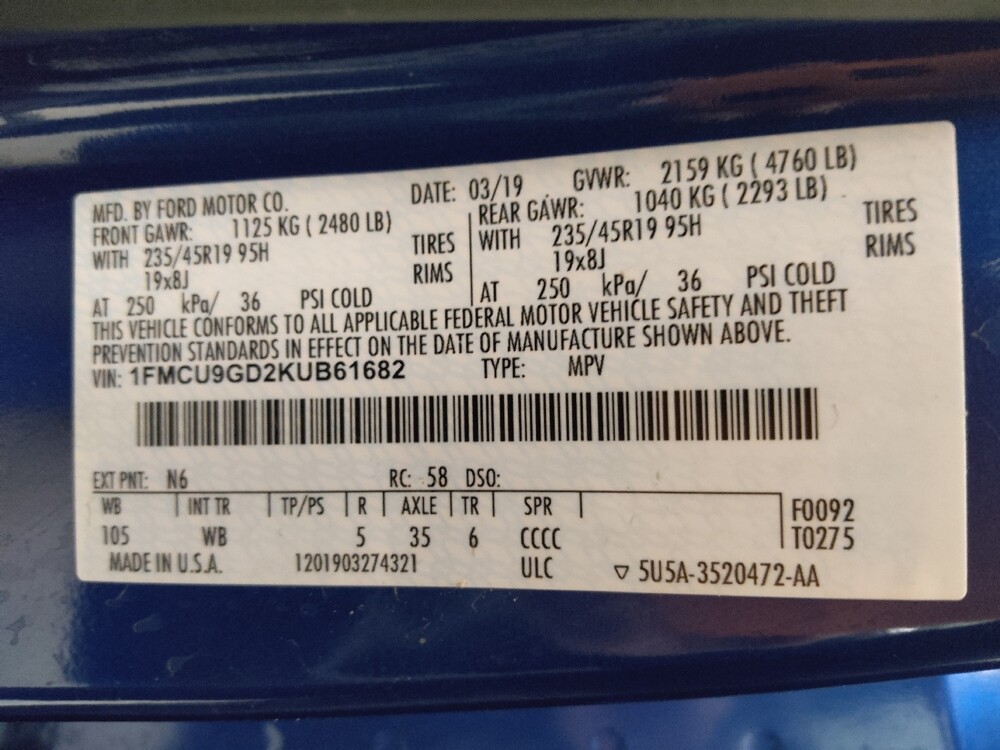 MFD. BY FORD MOTOR CO. DATE: 03/19 GVWR: 2159 KG ( 4760 LB)
FRONT GAWR: 1125 KG ( 2480 LB) REAR GAWR: 1040 KG ( 2293 LB)
WITH 235/45R19 95H TIRES WITH 235/45R19 95H TIRES
19x8J RIMS 19x8J RIMS
AT 250 kPa/ 36 PSI COLD AT 250 kPa/ 36 PSI COLD
THIS VEHICLE CONFORMS TO ALL APPLICABLE FEDERAL MOTOR VEHICLE SAFETY AND THEFT
PREVENTION STANDARDS IN EFFECT ON THE DATE OF MANUFACTURE SHOWN ABOVE.
VIN: 1FMCU9GD2KUB61682 TYPE: MPV
EXT PNT: N6 RC: 58 DSO:
WB INT TR TP/PS R AXLE TR SPR F0092
105 WB 5 35 6 CCCC T0275
MADE IN U.S.A. 1201903274321 ULC ▽ 5U5A-3520472-AA